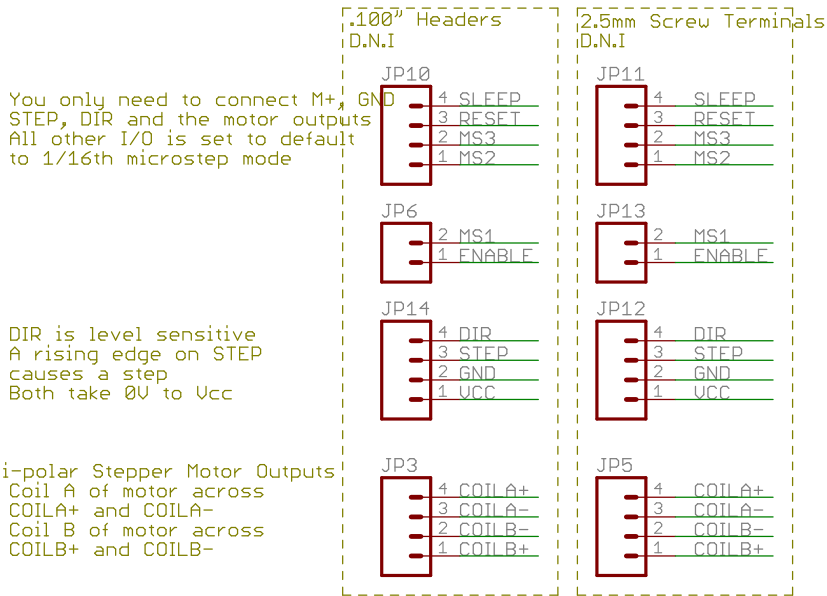 .100" Headers
D.N.I
2.5mm Screw Terminals
D.N.I
You only need to connect M+, GND
STEP, DIR and the motor outputs
All other I/O is set to default
to 1/16th microstep mode
JP10
4 SLEEP
3 RESET
2 MS3
1 MS2
JP11
4 SLEEP
3 RESET
2 MS3
1 MS2
JP6
2 MS1
1 ENABLE
JP13
2 MS1
1 ENABLE
DIR is level sensitive
A rising edge on STEP
causes a step
Both take 0V to Vcc
JP14
4 DIR
3 STEP
2 GND
1 VCC
JP12
4 DIR
3 STEP
2 GND
1 VCC
i-polar Stepper Motor Outputs
Coil A of motor across
COILA+ and COILA-
Coil B of motor across
COILB+ and COILB-
JP3
4 COILA+
3 COILA-
2 COILB-
1 COILB+
JP5
4 COILA+
3 COILA-
2 COILB-
1 COILB+